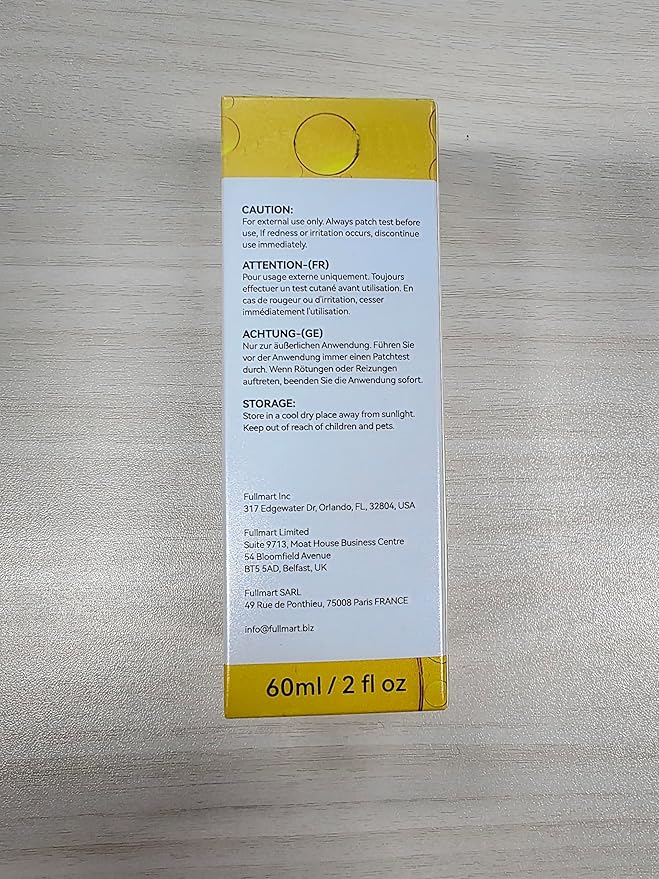 CAUTION:
For external use only. Always patch test before
use, If redness or irritation occurs, discontinue
use immediately.
ATTENTION-(FR)
Pour usage externe uniquement. Toujours
effectuer un test cutané avant utilisation. En
cas de rougeur ou d'irritation, cesser
immédiatement l'utilisation.
ACHTUNG-(GE)
Nur zur äußerlichen Anwendung. Führen Sie
vor der Anwendung immer einen Patchtest
durch. Wenn Rötungen oder Reizungen
auftreten, beenden Sie die Anwendung sofort.
STORAGE:
Store in a cool dry place away from sunlight.
Keep out of reach of children and pets.
Fullmart Inc
317 Edgewater Dr, Orlando, FL, 32804, USA
Fullmart Limited
Suite 9713, Moat House Business Centre
54 Bloomfield Avenue
BT5 5AD, Belfast, UK
Fullmart SARL
49 Rue de Ponthieu, 75008 Paris FRANCE
info@fullmart.biz
60ml / 2 fl oz